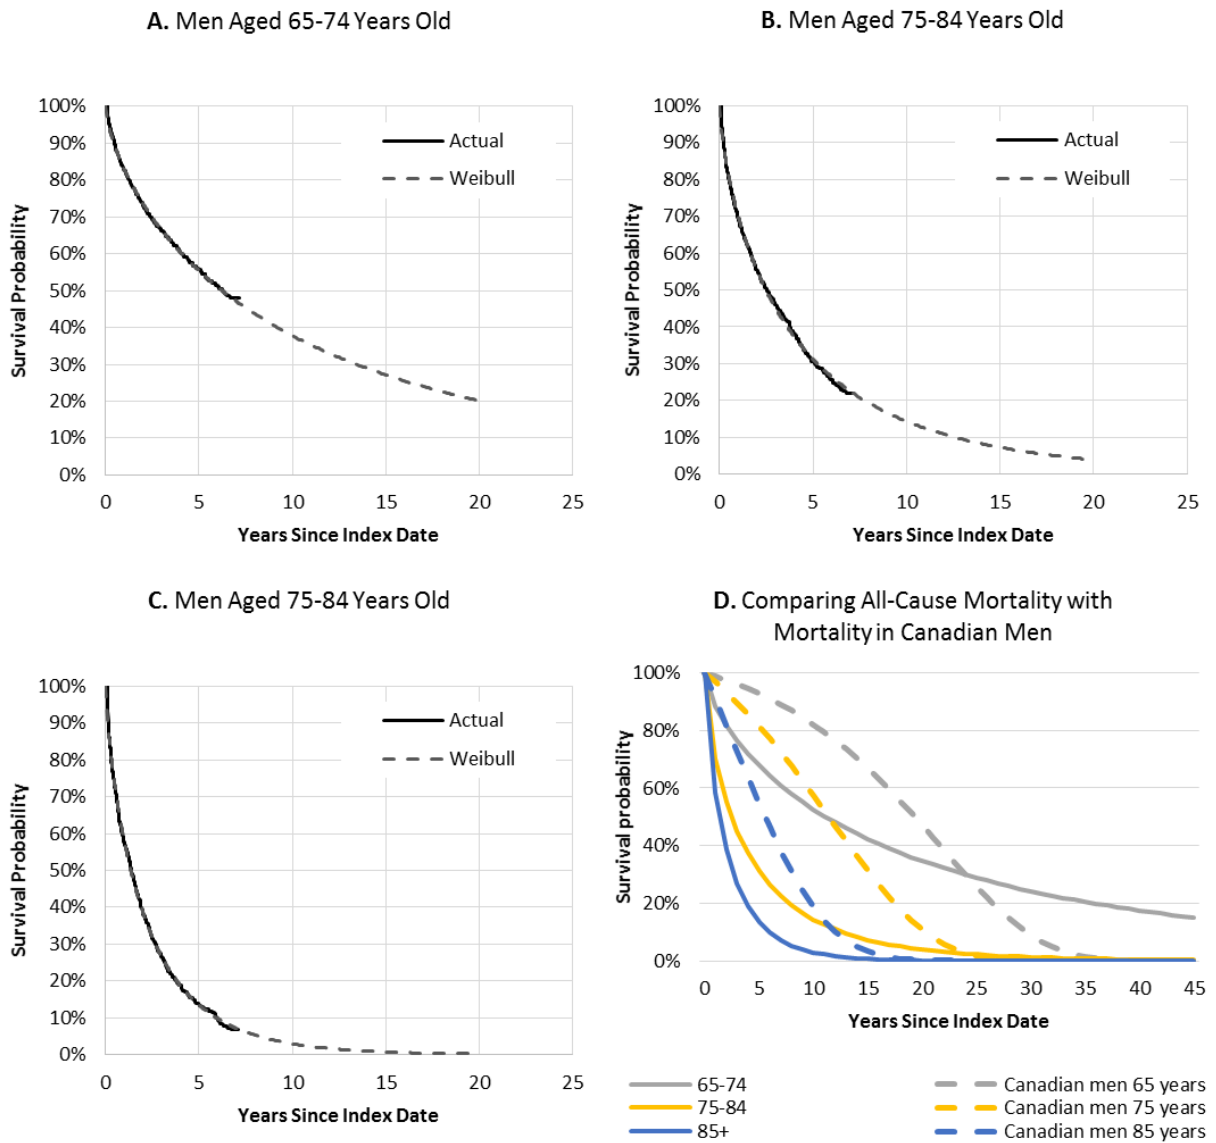 A. Men Aged 65-74 Years Old
100%
90%
80%
70%
60%
50%
40%
30%
20%
10%
0%
Survival Probability
Actual
Weibull
0 5 10 15 20 25
Years Since Index Date
B. Men Aged 75-84 Years Old
100%
90%
80%
70%
60%
50%
40%
30%
20%
10%
0%
Survival Probability
Actual
Weibull
0 5 10 15 20 25
Years Since Index Date
C. Men Aged 75-84 Years Old
100%
90%
80%
70%
60%
50%
40%
30%
20%
10%
0%
Survival Probability
Actual
Weibull
0 5 10 15 20 25
Years Since Index Date
D. Comparing All-Cause Mortality with
Mortality in Canadian Men
100%
80%
60%
40%
20%
0%
Survival probability
0 5 10 15 20 25 30 35 40 45
Years Since Index Date
65-74
75-84
85+
Canadian men 65 years
Canadian men 75 years
Canadian men 85 years